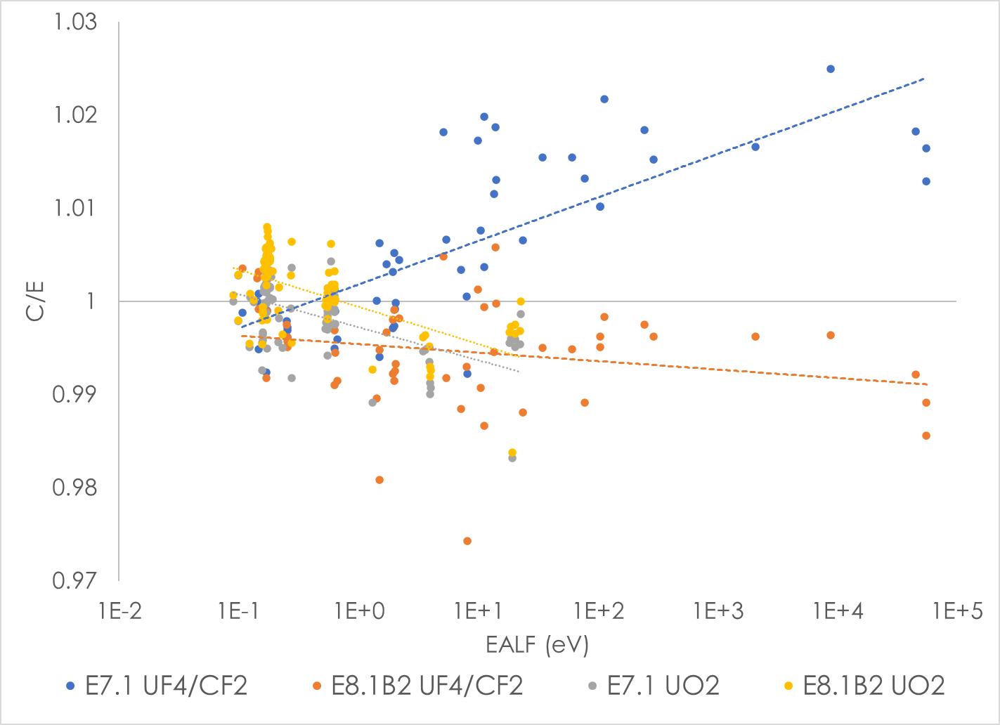 1.03
1.02
1.01
1
0.99
0.98
0.97
C/E
1E-2 1E-1 1E+0 1E+1 1E+2 1E+3 1E+4 1E+5
EALF (eV)
E7.1 UF4/CF2 E8.1B2 UF4/CF2 E7.1 UO2 E8.1B2 UO2